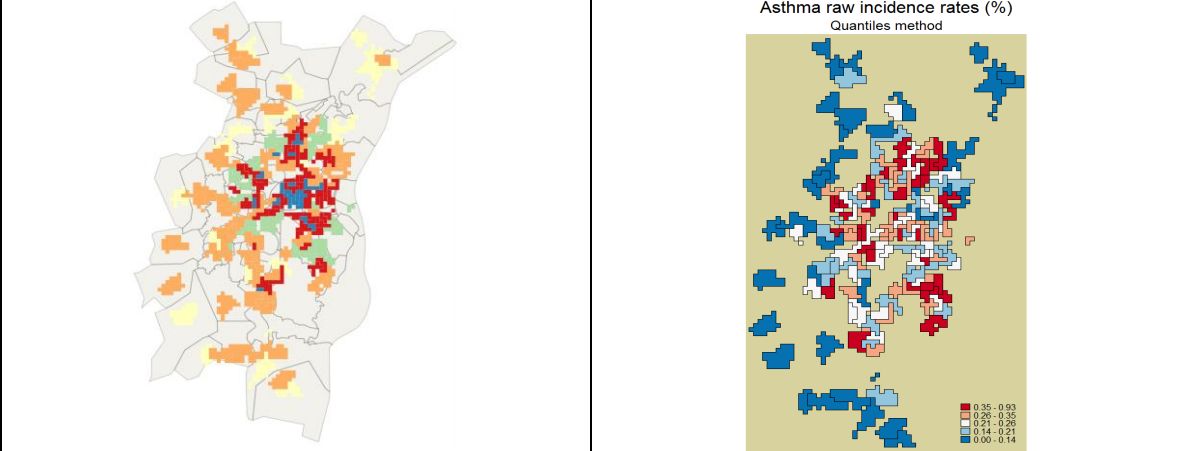 Asthma raw incidence rates (%)
Quantiles method
0.35 - 0.93
0.26 - 0.35
0.21 - 0.26
0.14 - 0.21
0.00 - 0.14